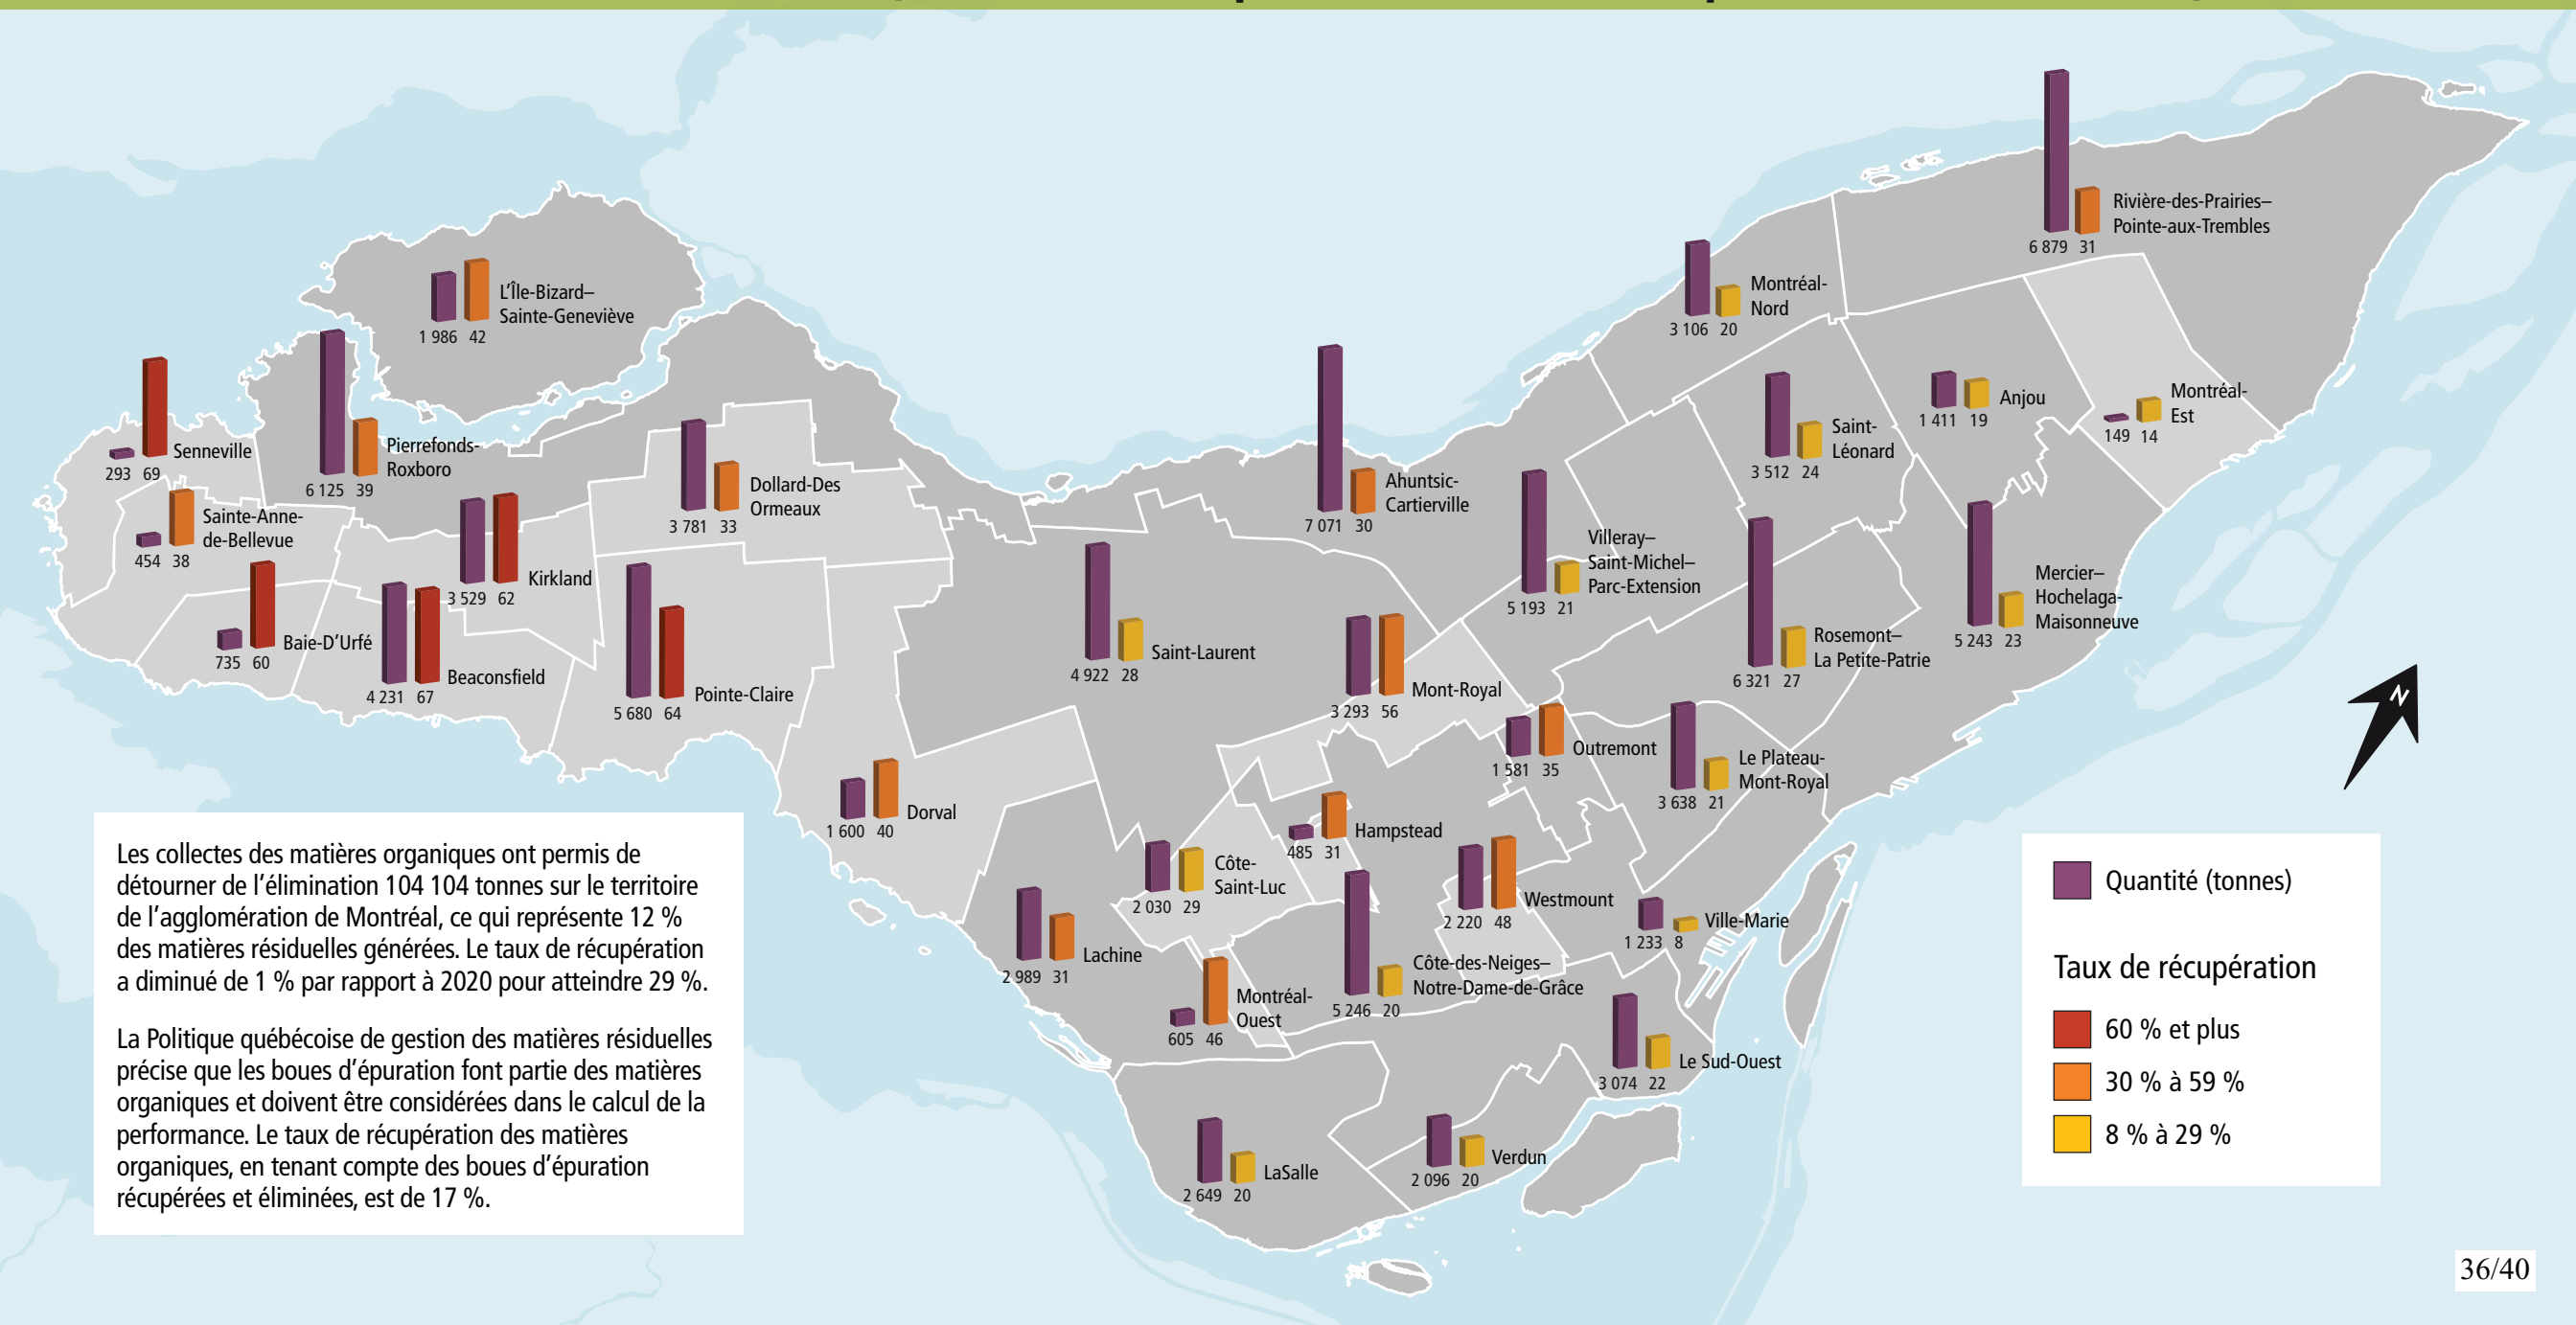 Rivière-des-Prairies–
Pointe-aux-Trembles
6 879 31
Montréal-
Nord
3 106 20
L'Île-Bizard–
Sainte-Geneviève
1 986 42
Senneville
293 69
Pierrefonds-
Roxboro
6 125 39
Sainte-Anne-
de-Bellevue
454 38
Dollard-Des
Ormeaux
3 781 33
Kirkland
3 529 62
Baie-D'Urfé
735 60
Beaconsfield
4 231 67
Pointe-Claire
5 680 64
Ahuntsic-
Cartierville
7 071 30
Saint-
Léonard
3 512 24
Anjou
1 411 19
Montréal-
Est
149 14
Villeray–
Saint-Michel–
Parc-Extension
5 193 21
Mercier–
Hochelaga-
Maisonneuve
5 243 23
Saint-Laurent
4 922 28
Rosemont–
La Petite-Patrie
6 321 27
Mont-Royal
3 293 56
Outremont
1 581 35
Le Plateau-
Mont-Royal
3 638 21
Dorval
1 600 40
Hampstead
485 31
Côte-
Saint-Luc
2 030 29
Westmount
2 220 48
Ville-Marie
1 233 8
Lachine
2 989 31
Côte-des-Neiges–
Notre-Dame-de-Grâce
5 246 20
Montréal-
Ouest
605 46
Le Sud-Ouest
3 074 22
LaSalle
2 649 20
Verdun
2 096 20
N
Les collectes des matières organiques ont permis de
détourner de l'élimination 104 104 tonnes sur le territoire
de l'agglomération de Montréal, ce qui représente 12 %
des matières résiduelles générées. Le taux de récupération
a diminué de 1 % par rapport à 2020 pour atteindre 29 %.
La Politique québécoise de gestion des matières résiduelles
précise que les boues d'épuration font partie des matières
organiques et doivent être considérées dans le calcul de la
performance. Le taux de récupération des matières
organiques, en tenant compte des boues d'épuration
récupérées et éliminées, est de 17 %.
Quantité (tonnes)
Taux de récupération
60 % et plus
30 % à 59 %
8 % à 29 %
36/40